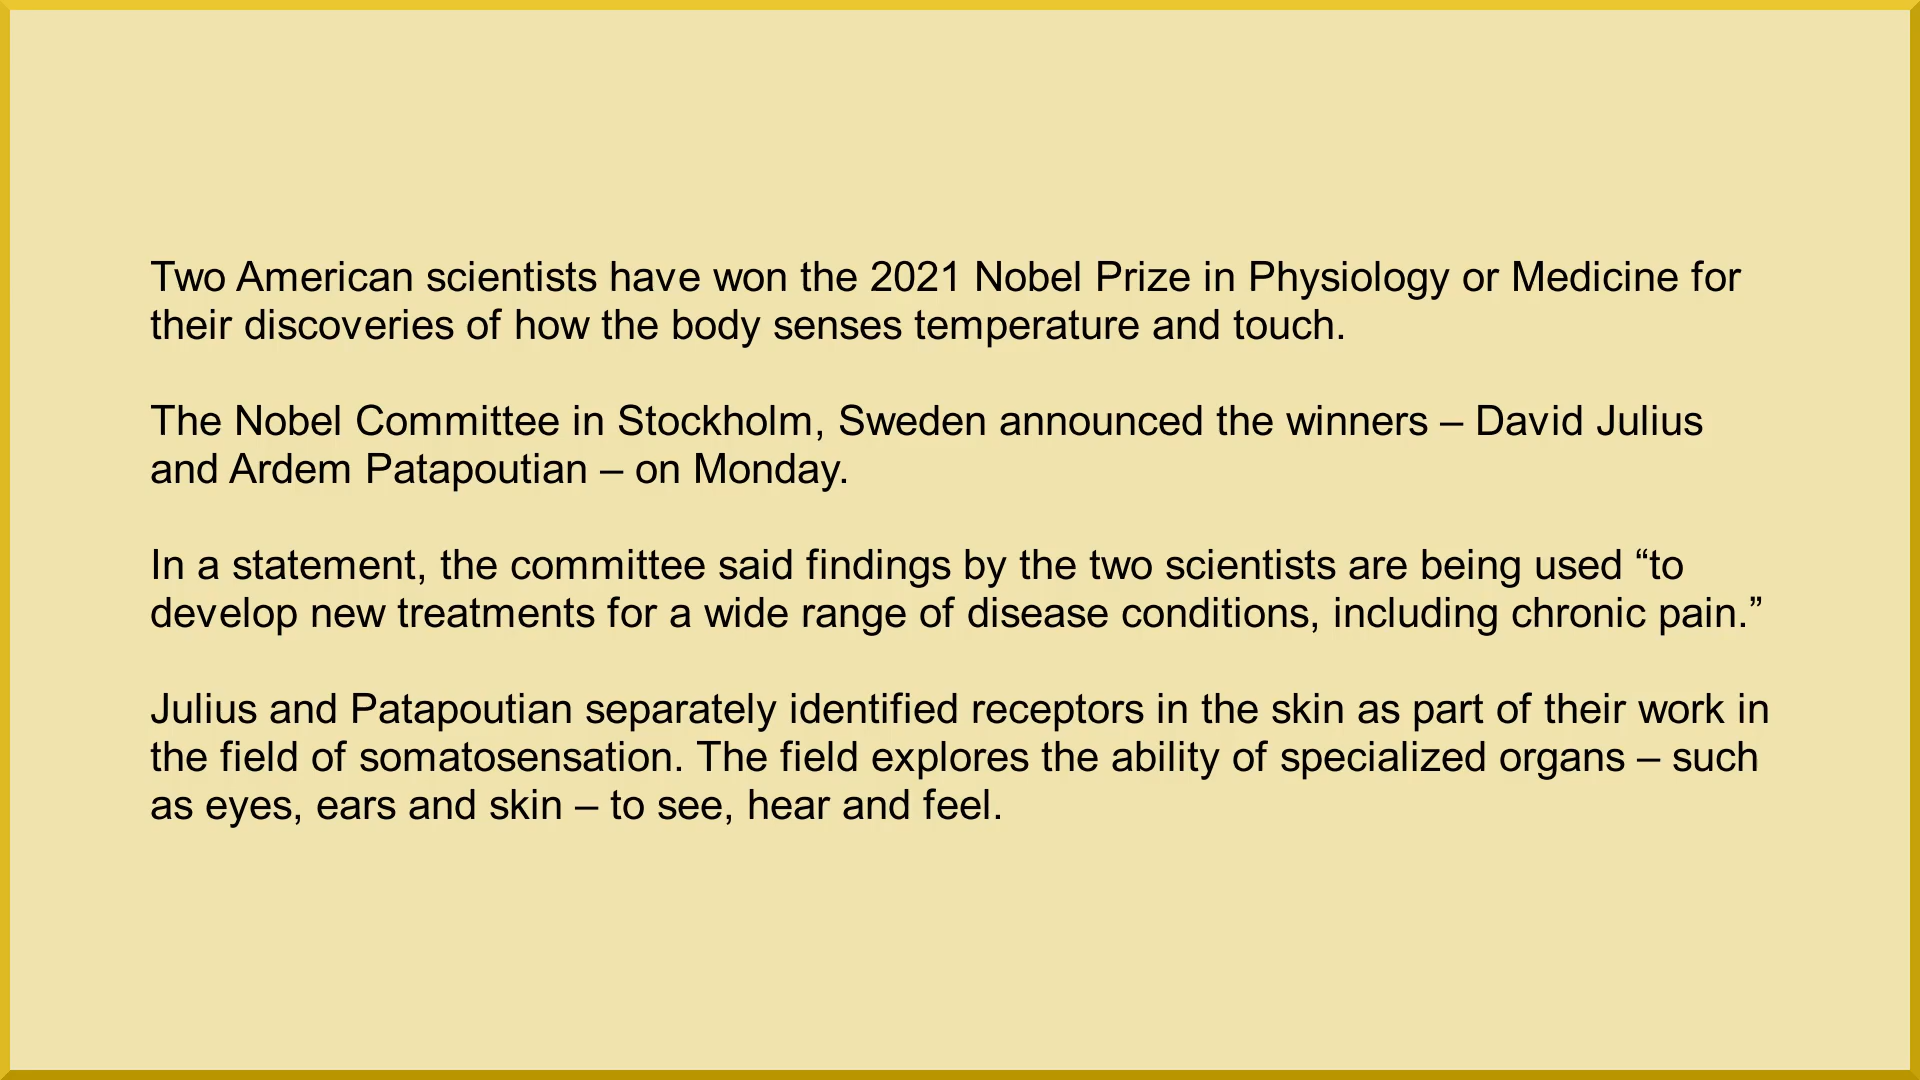 Two American scientists have won the 2021 Nobel Prize in Physiology or Medicine for
their discoveries of how the body senses temperature and touch.
The Nobel Committee in Stockholm, Sweden announced the winners – David Julius
and Ardem Patapoutian – on Monday.
In a statement, the committee said findings by the two scientists are being used “to
develop new treatments for a wide range of disease conditions, including chronic pain.”
Julius and Patapoutian separately identified receptors in the skin as part of their work in
the field of somatosensation. The field explores the ability of specialized organs – such
as eyes, ears and skin – to see, hear and feel.